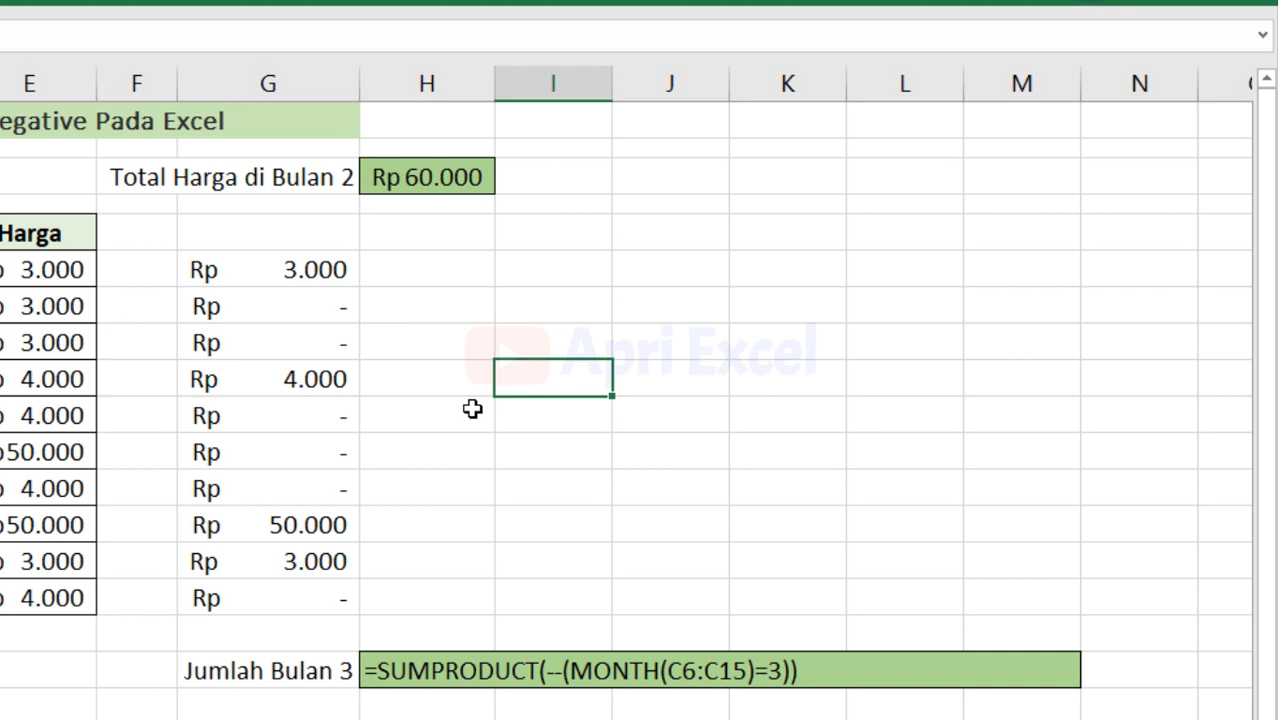 E F G H I J K L M N
egative Pada Excel
Total Harga di Bulan 2 Rp 60.000
Harga
3.000 Rp 3.000
3.000 Rp -
3.000 Rp -
4.000 Rp 4.000
4.000 Rp -
50.000 Rp -
4.000 Rp -
50.000 Rp 50.000
3.000 Rp 3.000
4.000 Rp -
Apri Excel
Jumlah Bulan 3 =SUMPRODUCT(--(MONTH(C6:C15)=3))